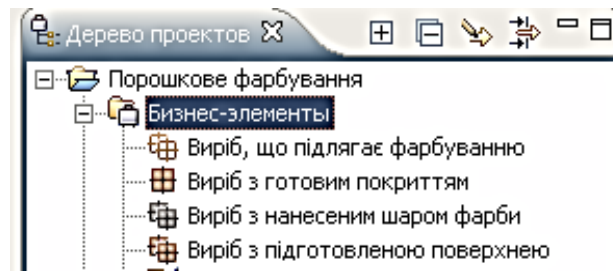 Дерево проектов
Порошкове фарбування
Бизнес-элементы
Виріб, що підлягає фарбуванню
Виріб з готовим покриттям
Виріб з нанесеним шаром фарби
Виріб з підготовленою поверхнею